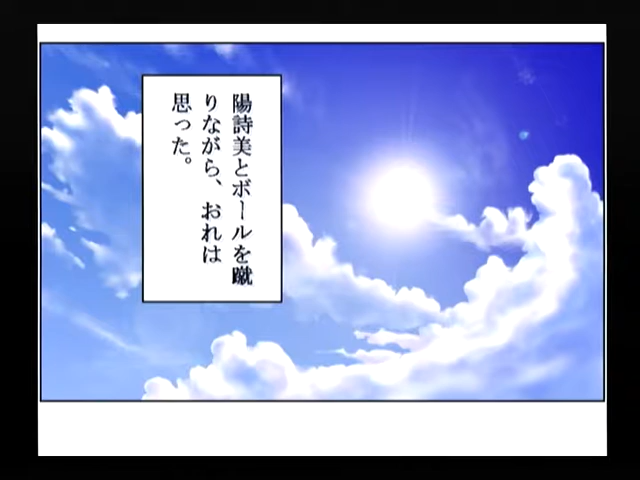 陽詩美とボールを蹴
りながら、おれは
思った。